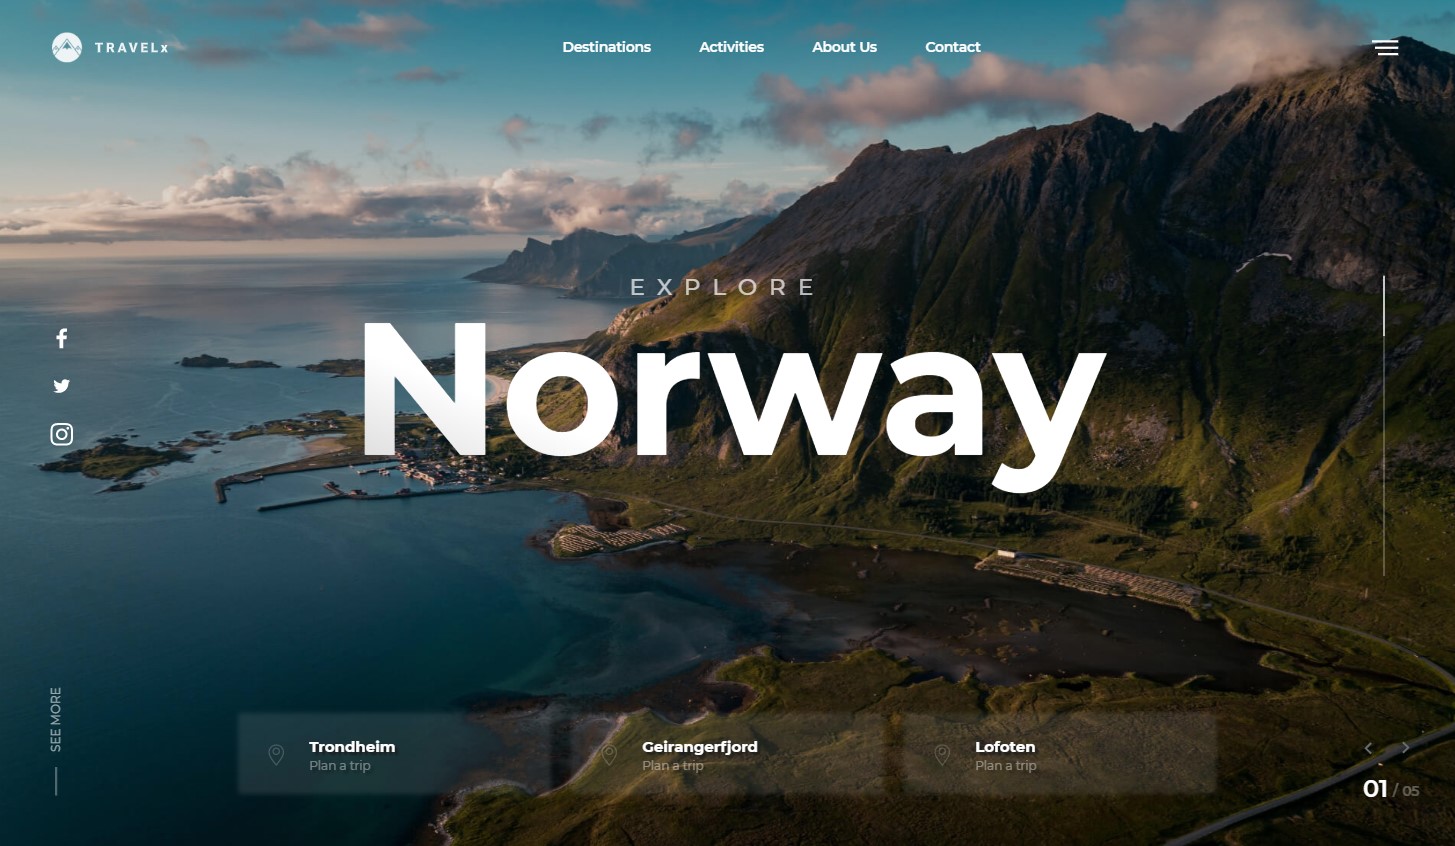 TRAVELx
Destinations
Activities
About Us
Contact
EXPLORE
Norway
SEE MORE
Trondheim
Plan a trip
Geirangerfjord
Plan a trip
Lofoten
Plan a trip
01 / 05